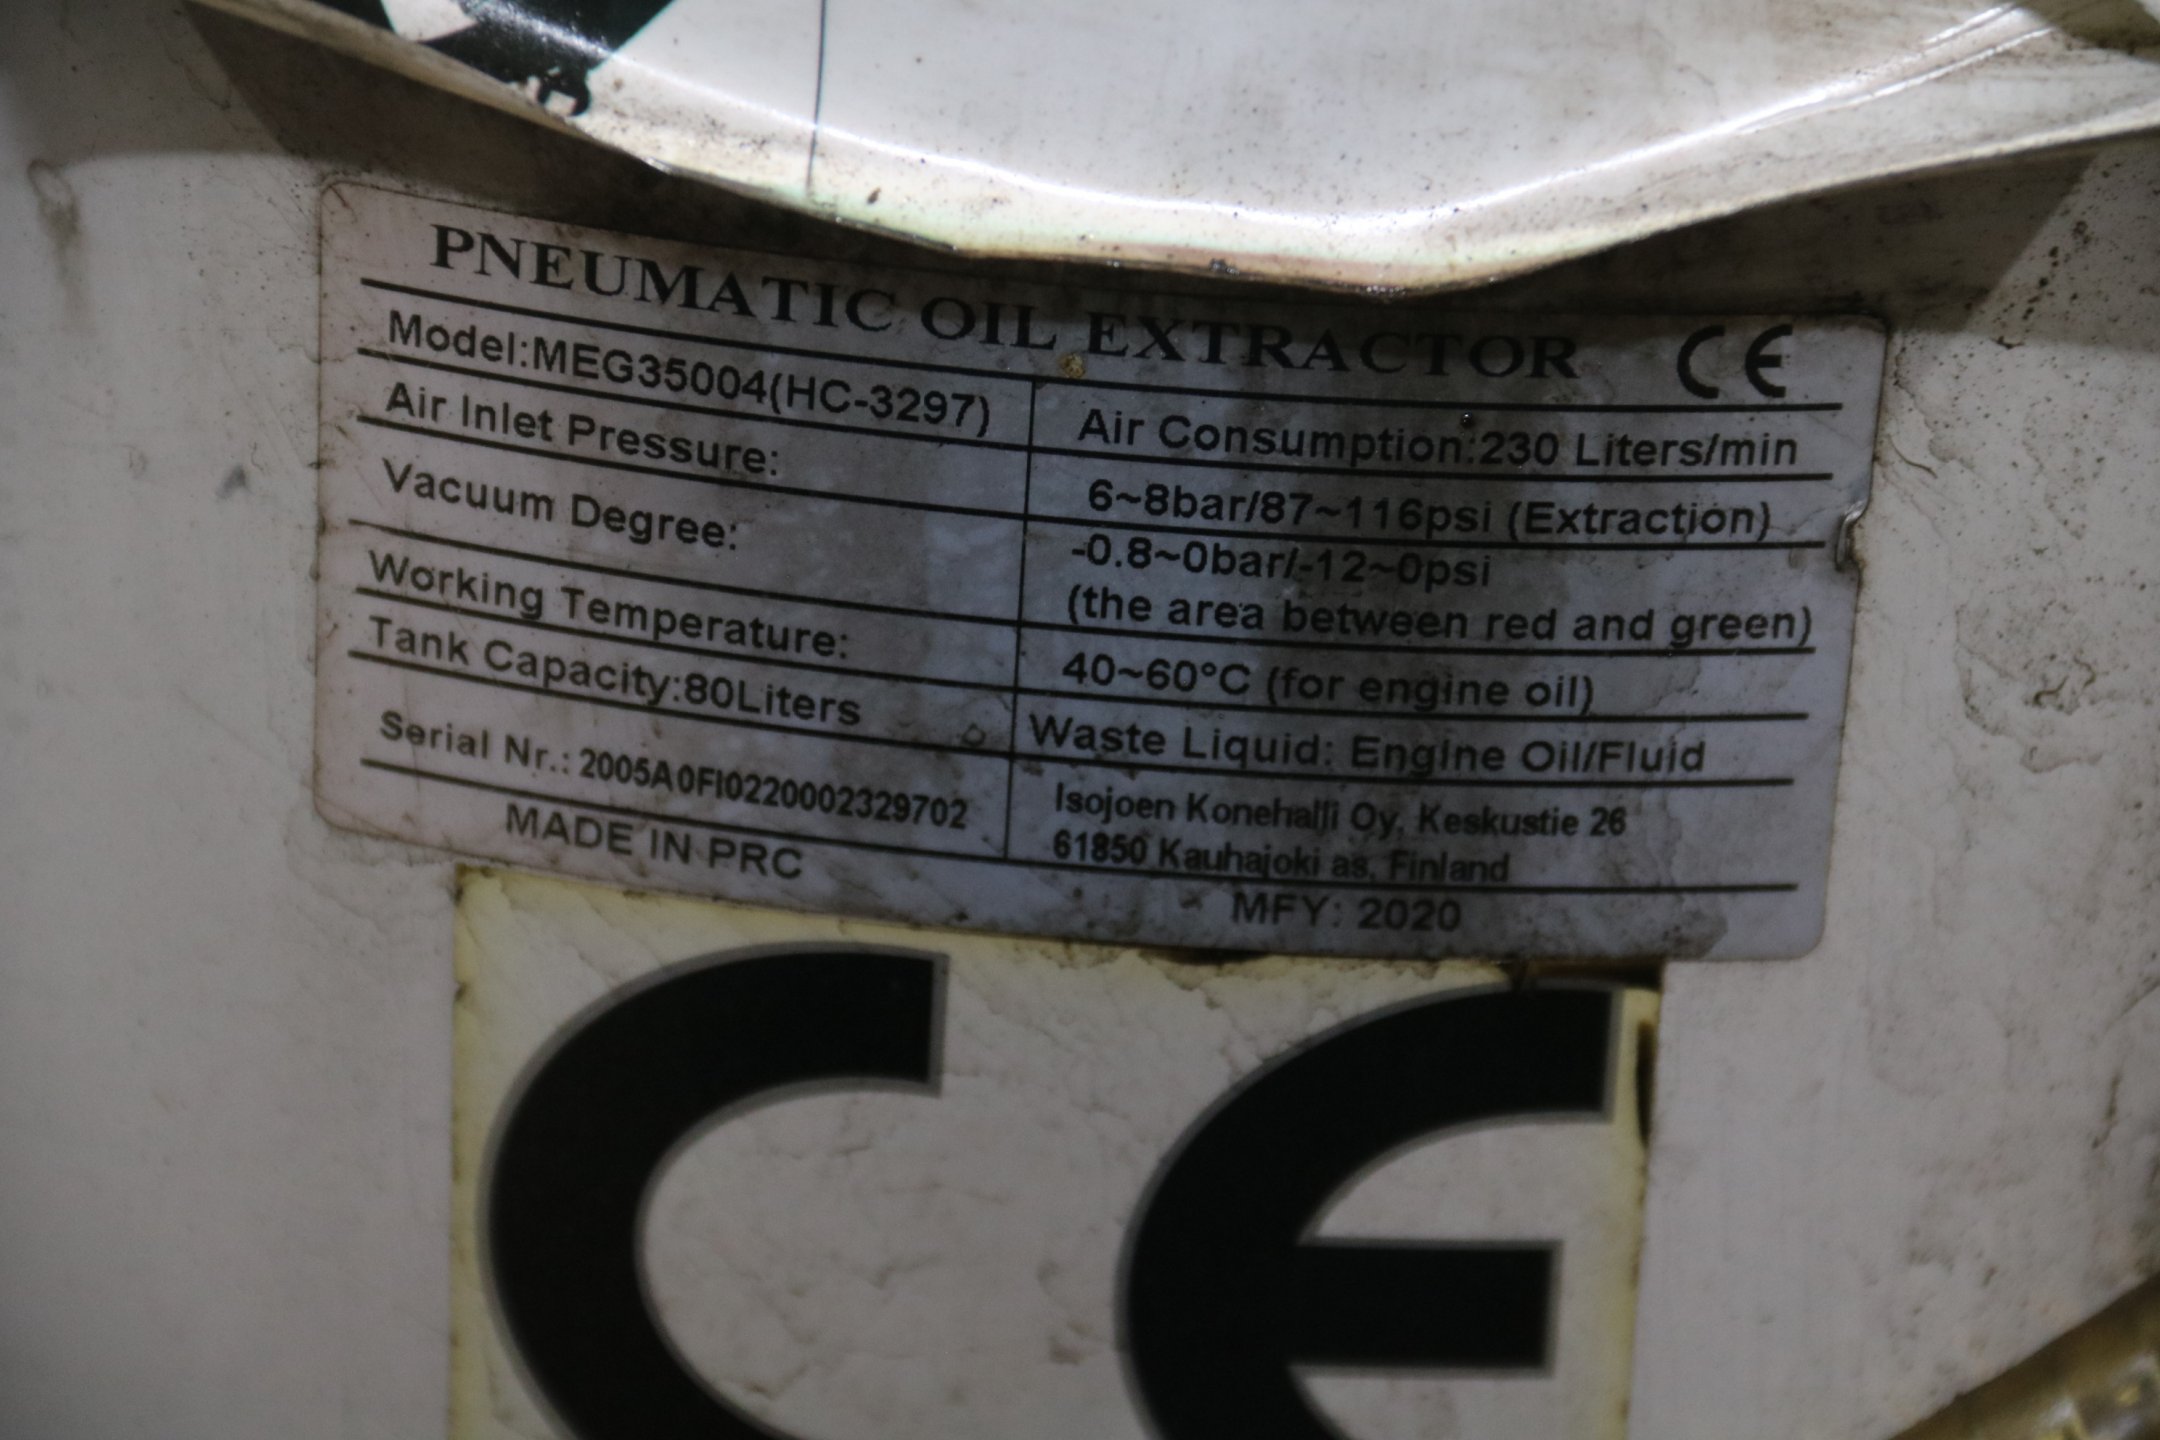 PNEUMATIC OIL EXTRACTOR CE
Model:MEG35004(HC-3297)
Air Consumption:230 Liters/min
Air Inlet Pressure:
6~8bar/87~116psi (Extraction)
Vacuum Degree:
-0.8~0bar/-12~0psi
(the area between red and green)
Working Temperature:
40~60°C (for engine oil)
Tank Capacity:80Liters
Waste Liquid: Engine Oil/Fluid
Serial Nr.: 2005A0FI0220002329702
Isojoen Konehalli Oy, Keskustie 26
61850 Kauhajoki as, Finland
MADE IN PRC
MFY: 2020
CE